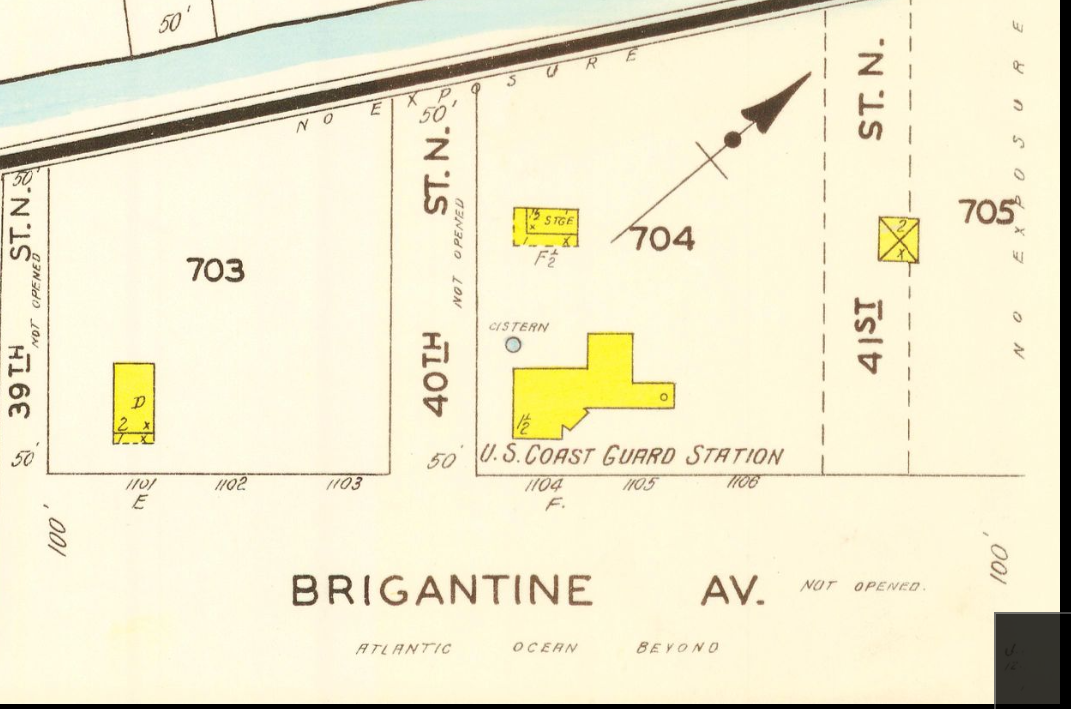 50'
NO EXPOSURE
50'
50'
39TH ST. N.
NOT OPENED
50'
703
D
2 x
1 x
40TH ST. N.
NOT OPENED
50'
704
STGE
1 x
F½
CISTERN
1½
U.S. COAST GUARD STATION
41ST ST. N.
2
x
705
NO EXPOSURE
1101 1102 1103
E
1104 1105 1106
F.
100'
100'
BRIGANTINE AV. NOT OPENED.
ATLANTIC OCEAN BEYOND